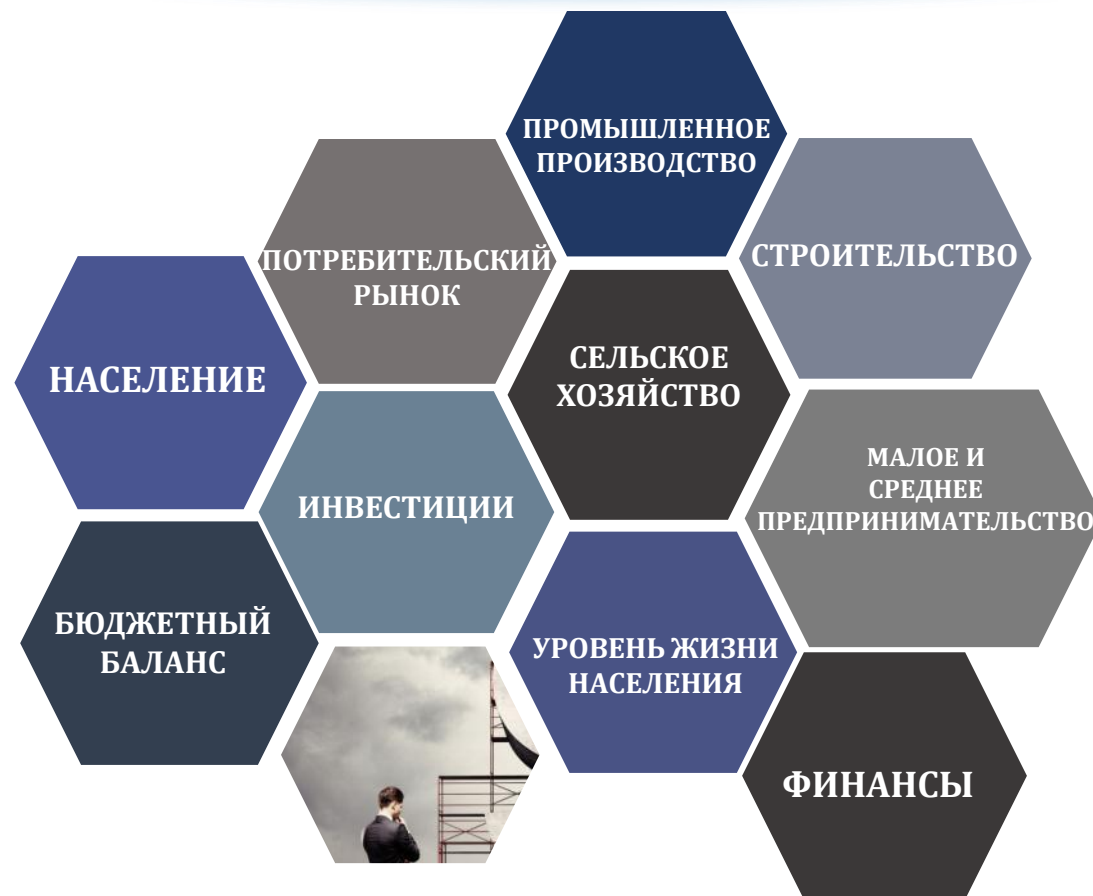 ПРОМЫШЛЕННОЕ
ПРОИЗВОДСТВО
ПОТРЕБИТЕЛЬСКИЙ
РЫНОК
СТРОИТЕЛЬСТВО
НАСЕЛЕНИЕ
СЕЛЬСКОЕ
ХОЗЯЙСТВО
ИНВЕСТИЦИИ
МАЛОЕ И
СРЕДНЕЕ
ПРЕДПРИНИМАТЕЛЬСТВО
БЮДЖЕТНЫЙ
БАЛАНС
УРОВЕНЬ ЖИЗНИ
НАСЕЛЕНИЯ
ФИНАНСЫ